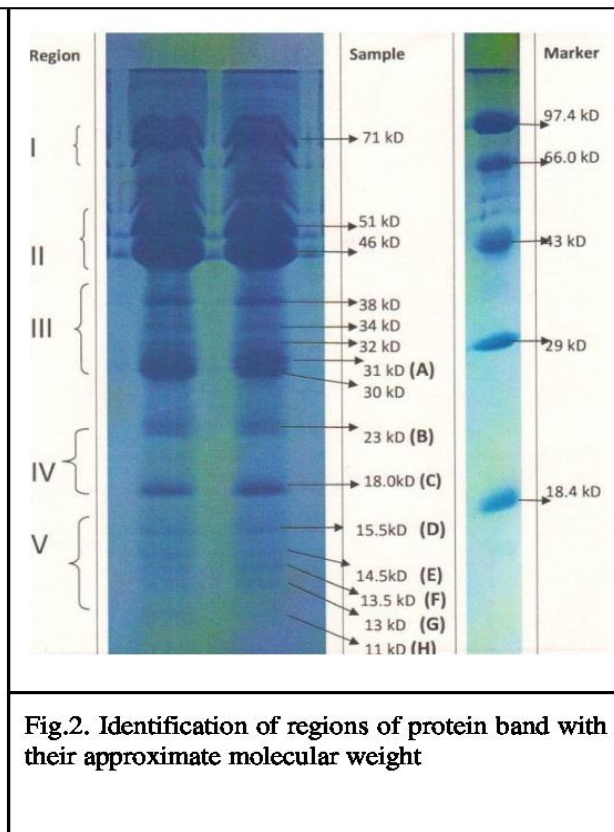 Region
Sample
Marker
I
II
III
IV
V
71 kD
51 kD
46 kD
38 kD
34 kD
32 kD
31 kD (A)
30 kD
23 kD (B)
18.0kD (C)
15.5kD (D)
14.5kD (E)
13.5 kD (F)
13 kD (G)
11 kD (H)
97.4 kD
66.0 kD
43 kD
29 kD
18.4 kD
Fig.2. Identification of regions of protein band with
their approximate molecular weight